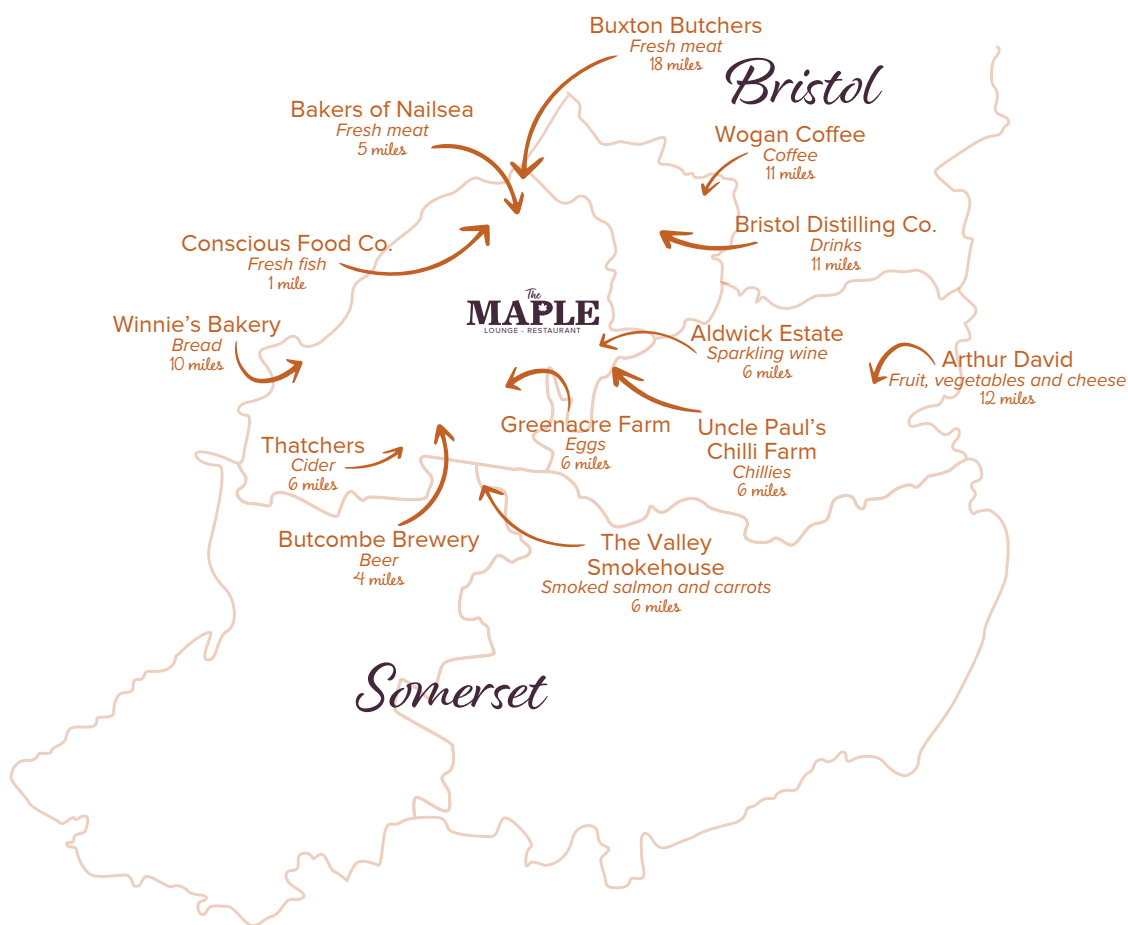 Buxton Butchers
Fresh meat
18 miles
Bristol
Bakers of Nailsea
Fresh meat
5 miles
Wogan Coffee
Coffee
11 miles
Bristol Distilling Co.
Drinks
11 miles
Conscious Food Co.
Fresh fish
1 mile
The
MAPLE
LOUNGE - RESTAURANT
Winnie's Bakery
Bread
10 miles
Aldwick Estate
Sparkling wine
6 miles
Arthur David
Fruit, vegetables and cheese
12 miles
Greenacre Farm
Eggs
6 miles
Uncle Paul's
Chilli Farm
Chillies
6 miles
Thatchers
Cider
6 miles
Butcombe Brewery
Beer
4 miles
The Valley
Smokehouse
Smoked salmon and carrots
6 miles
Somerset